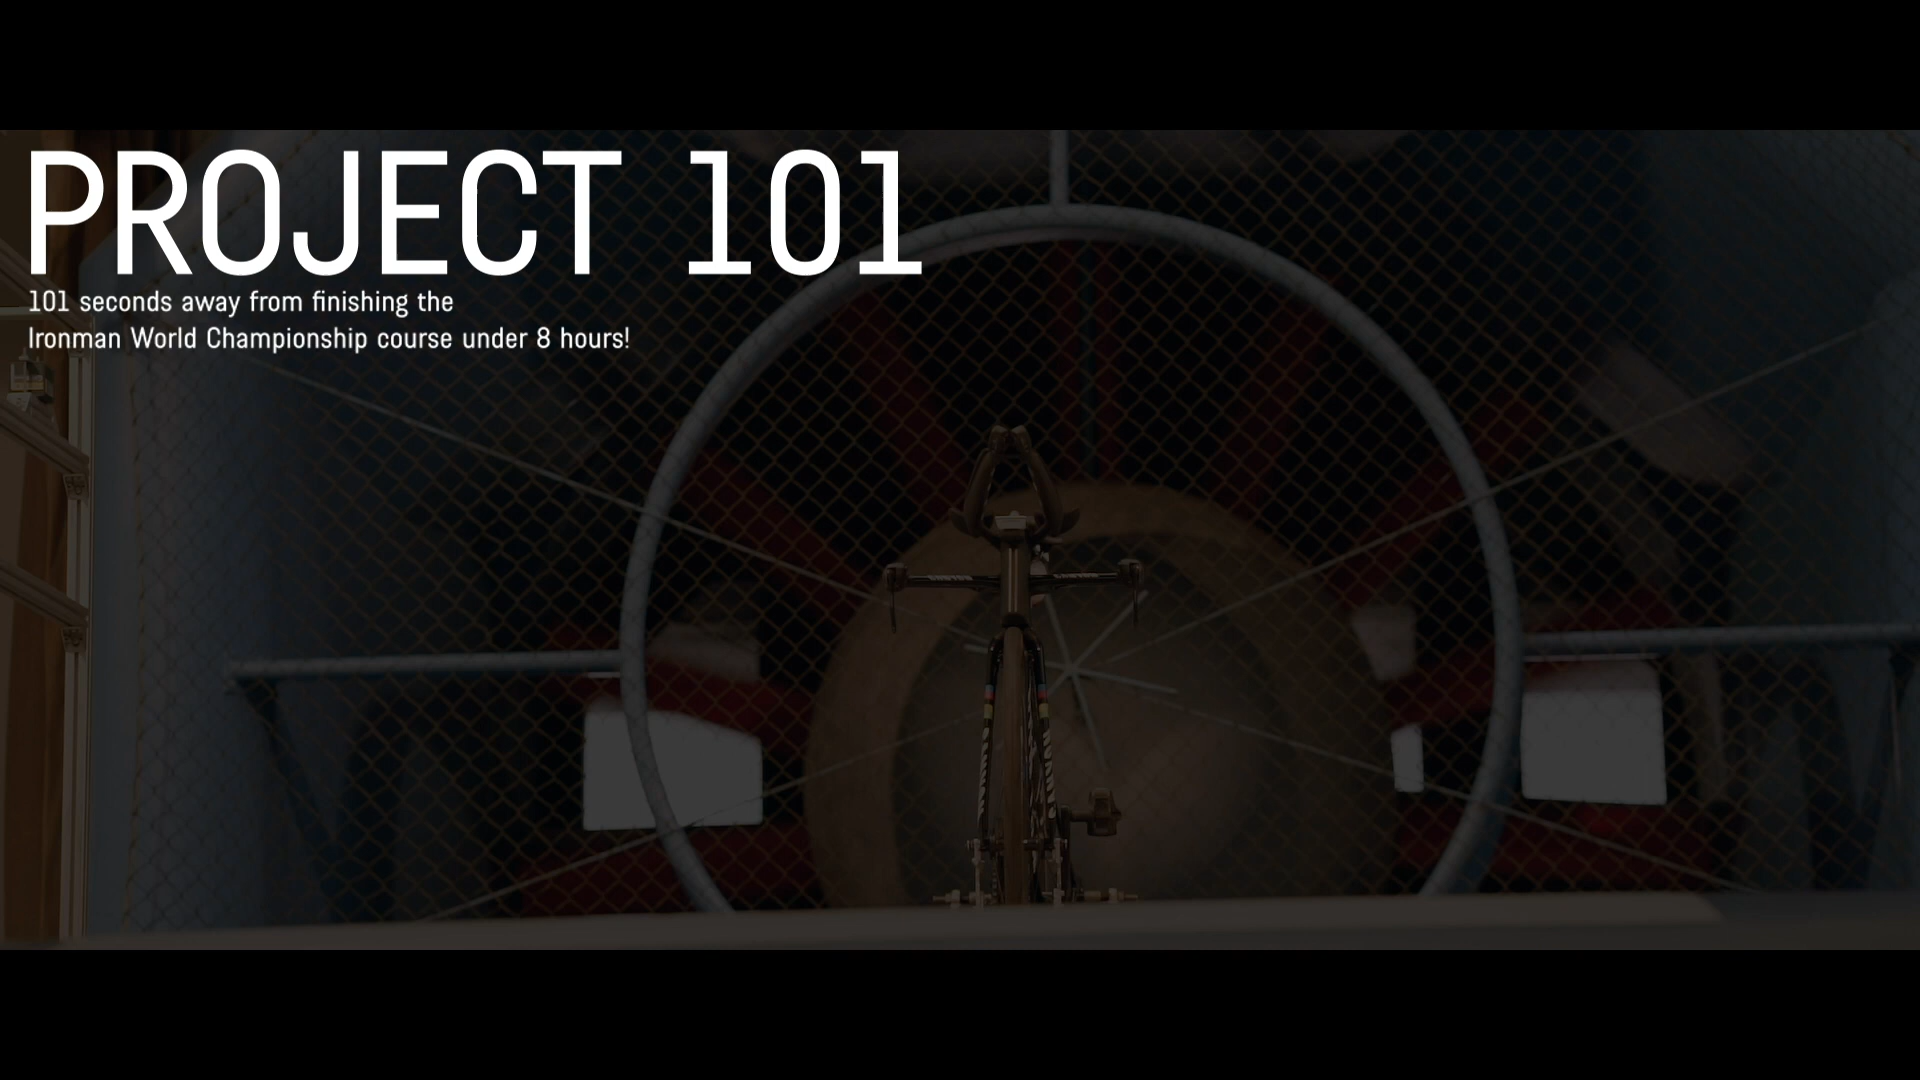 PROJECT 101
101 seconds away from finishing the
Ironman World Championship course under 8 hours!